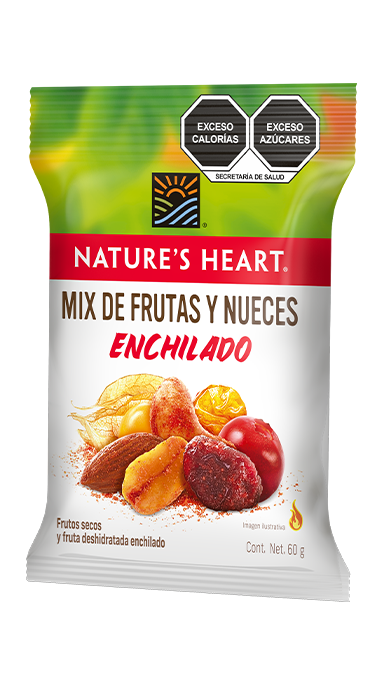 EXCESO
CALORÍAS
EXCESO
AZÚCARES
SECRETARÍA DE SALUD
®
NATURE'S HEART®
MIX DE FRUTAS Y NUECES
ENCHILADO
Imagen ilustrativa
Frutos secos
y fruta deshidratada enchilado
Cont. Net. 60 g